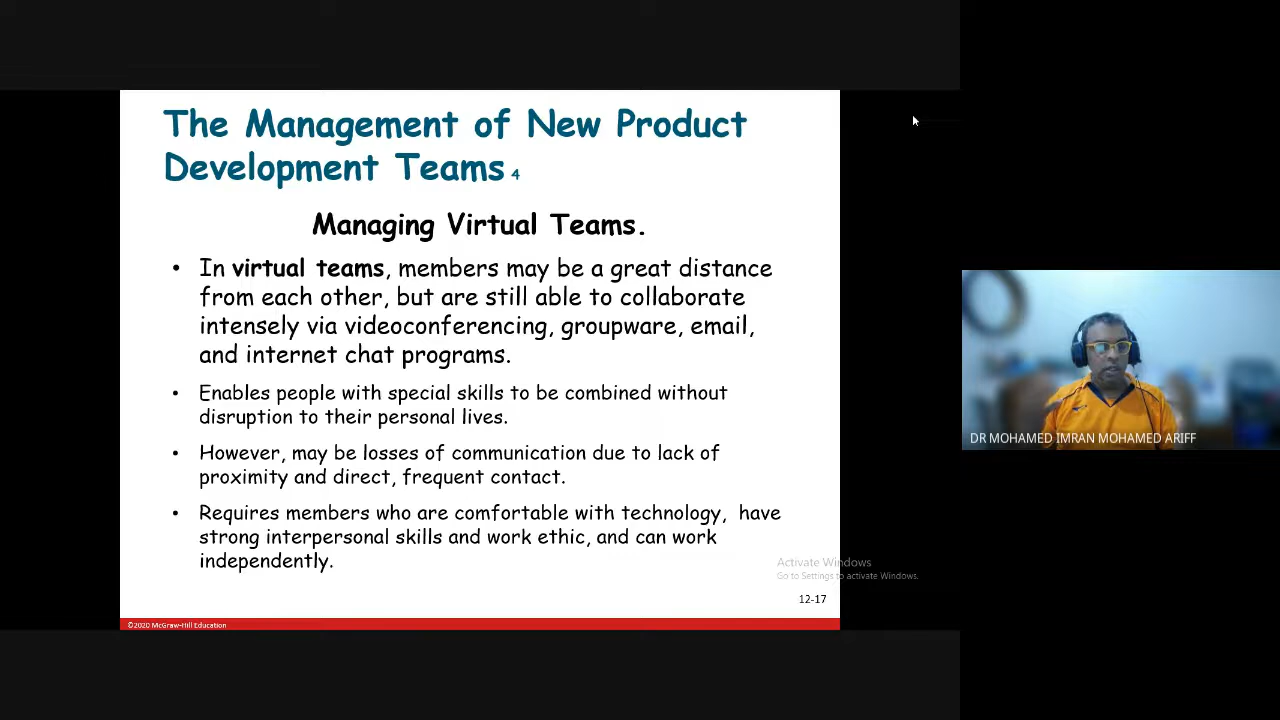 The Management of New Product
Development Teams 4
Managing Virtual Teams.
• In virtual teams, members may be a great distance
from each other, but are still able to collaborate
intensely via videoconferencing, groupware, email,
and internet chat programs.
• Enables people with special skills to be combined without
disruption to their personal lives.
• However, may be losses of communication due to lack of
proximity and direct, frequent contact.
• Requires members who are comfortable with technology, have
strong interpersonal skills and work ethic, and can work
independently.
Activate Windows
Go to Settings to activate Windows.
12-17
©2020 McGraw-Hill Education
DR MOHAMED IMRAN MOHAMED ARIFF